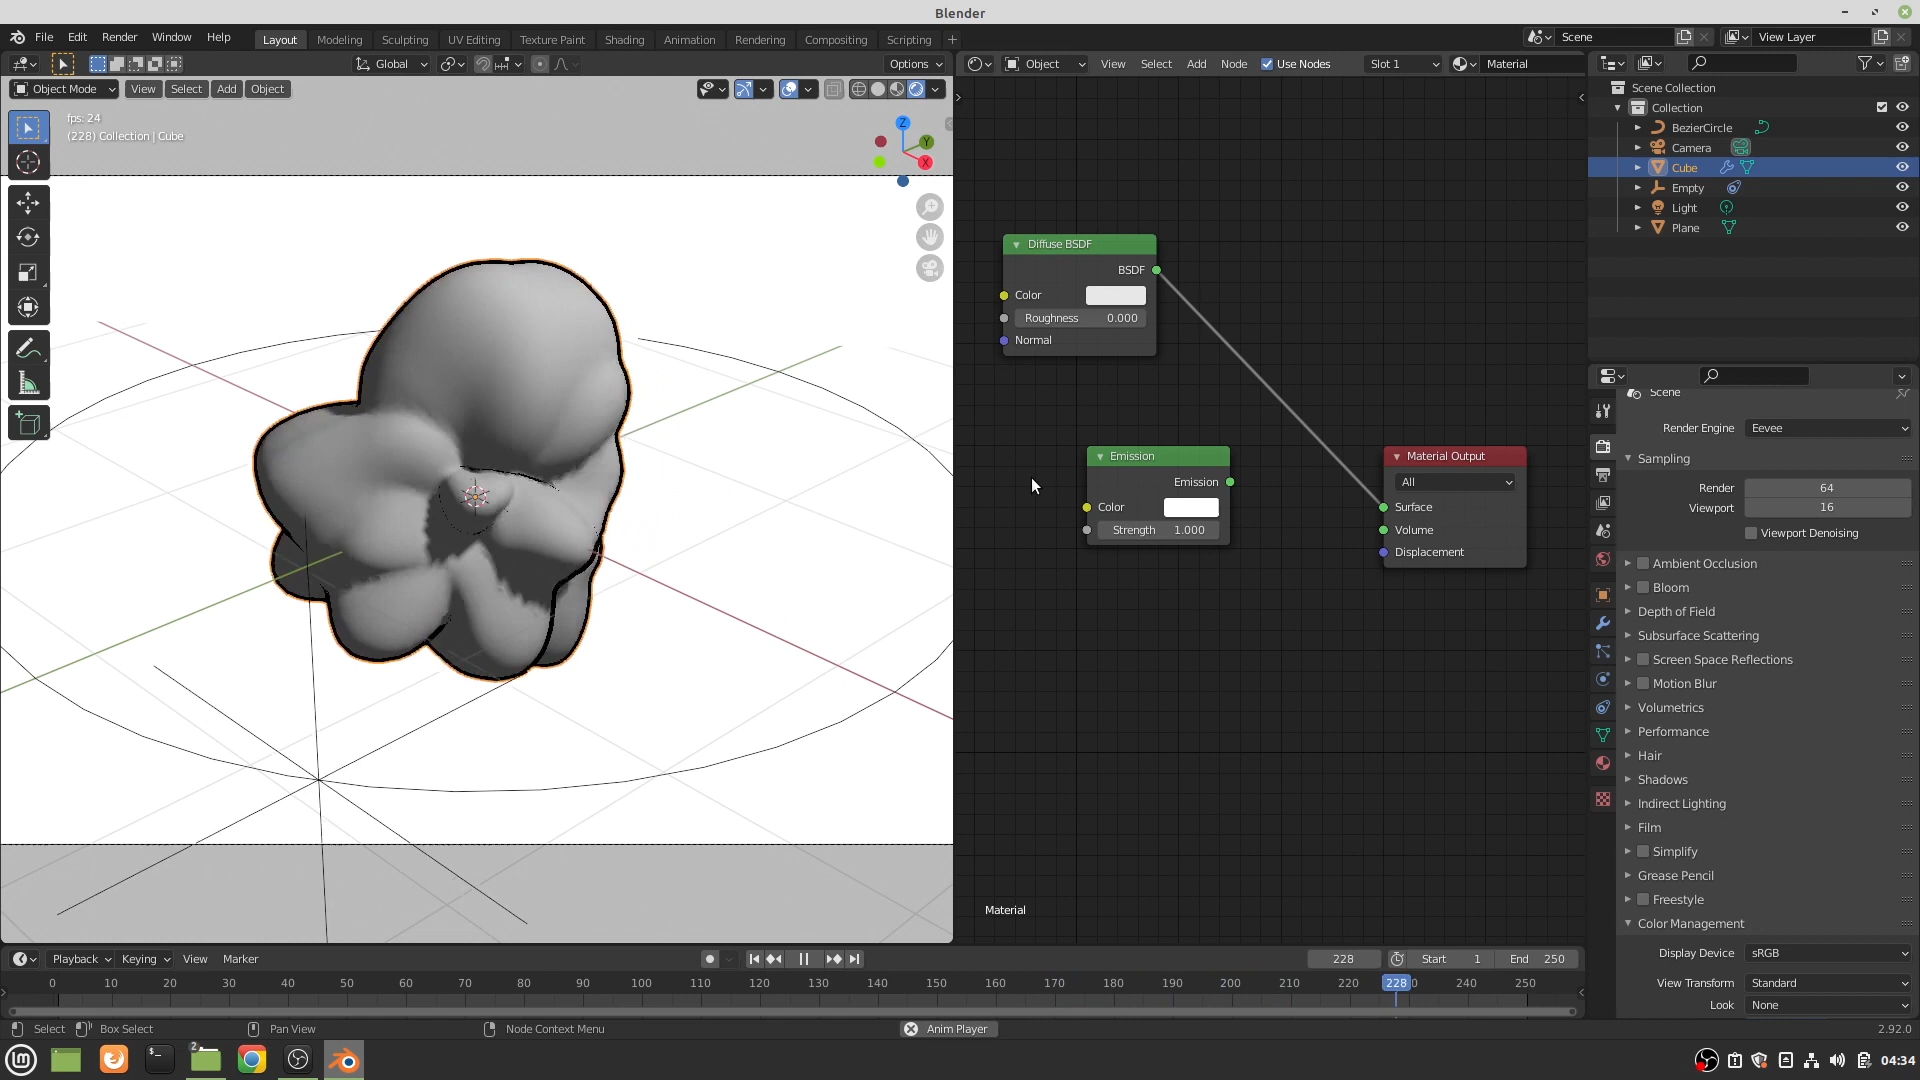 Blender
File Edit Render Window Help Layout Modeling Sculpting UV Editing Texture Paint Shading Animation Rendering Compositing Scripting + Scene View Layer
Global Options
Object View Select Add Node Use Nodes Slot 1 Material
Object Mode View Select Add Object
fps: 24
(228) Collection | Cube
Z
Y
X
Diffuse BSDF
BSDF
Color
Roughness 0.000
Normal
Emission
Emission
Color
Strength 1.000
Material Output
All
Surface
Volume
Displacement
Material
Scene Collection
Collection
BezierCircle
Camera
Cube
Empty
Light
Plane
Scene
Render Engine Eevee
Sampling
Render 64
Viewport 16
Viewport Denoising
Ambient Occlusion
Bloom
Depth of Field
Subsurface Scattering
Screen Space Reflections
Motion Blur
Volumetrics
Performance
Hair
Shadows
Indirect Lighting
Film
Simplify
Grease Pencil
Freestyle
Color Management
Display Device sRGB
View Transform Standard
Look None
Playback Keying View Marker 228 Start 1 End 250
0 10 20 30 40 50 60 70 80 90 100 110 120 130 140 150 160 170 180 190 200 210 220 228 0 240 250
Select Box Select Pan View Node Context Menu Anim Player 2.92.0
2
04:34